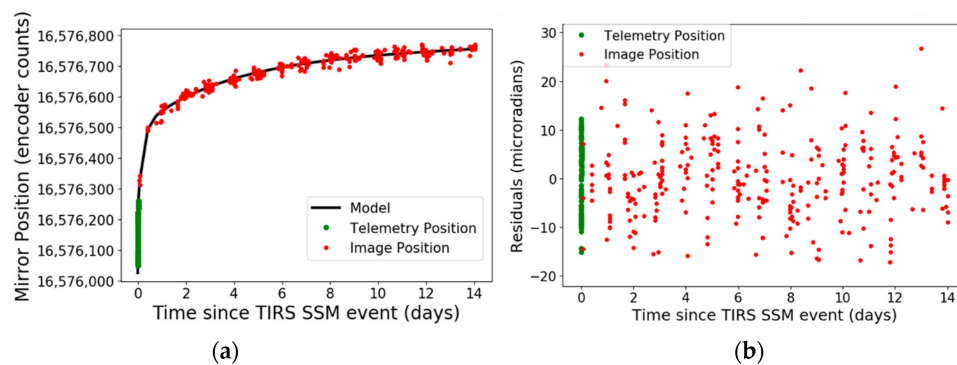 Mirror Position (encoder counts)
16,576,800
16,576,700
16,576,600
16,576,500
16,576,400
16,576,300
16,576,200
16,576,100
16,576,000
Model
Telemetry Position
Image Position
0 2 4 6 8 10 12 14
Time since TIRS SSM event (days)
(a)
Residuals (microradians)
30
20
10
0
−10
−20
Telemetry Position
Image Position
0 2 4 6 8 10 12 14
Time since TIRS SSM event (days)
(b)